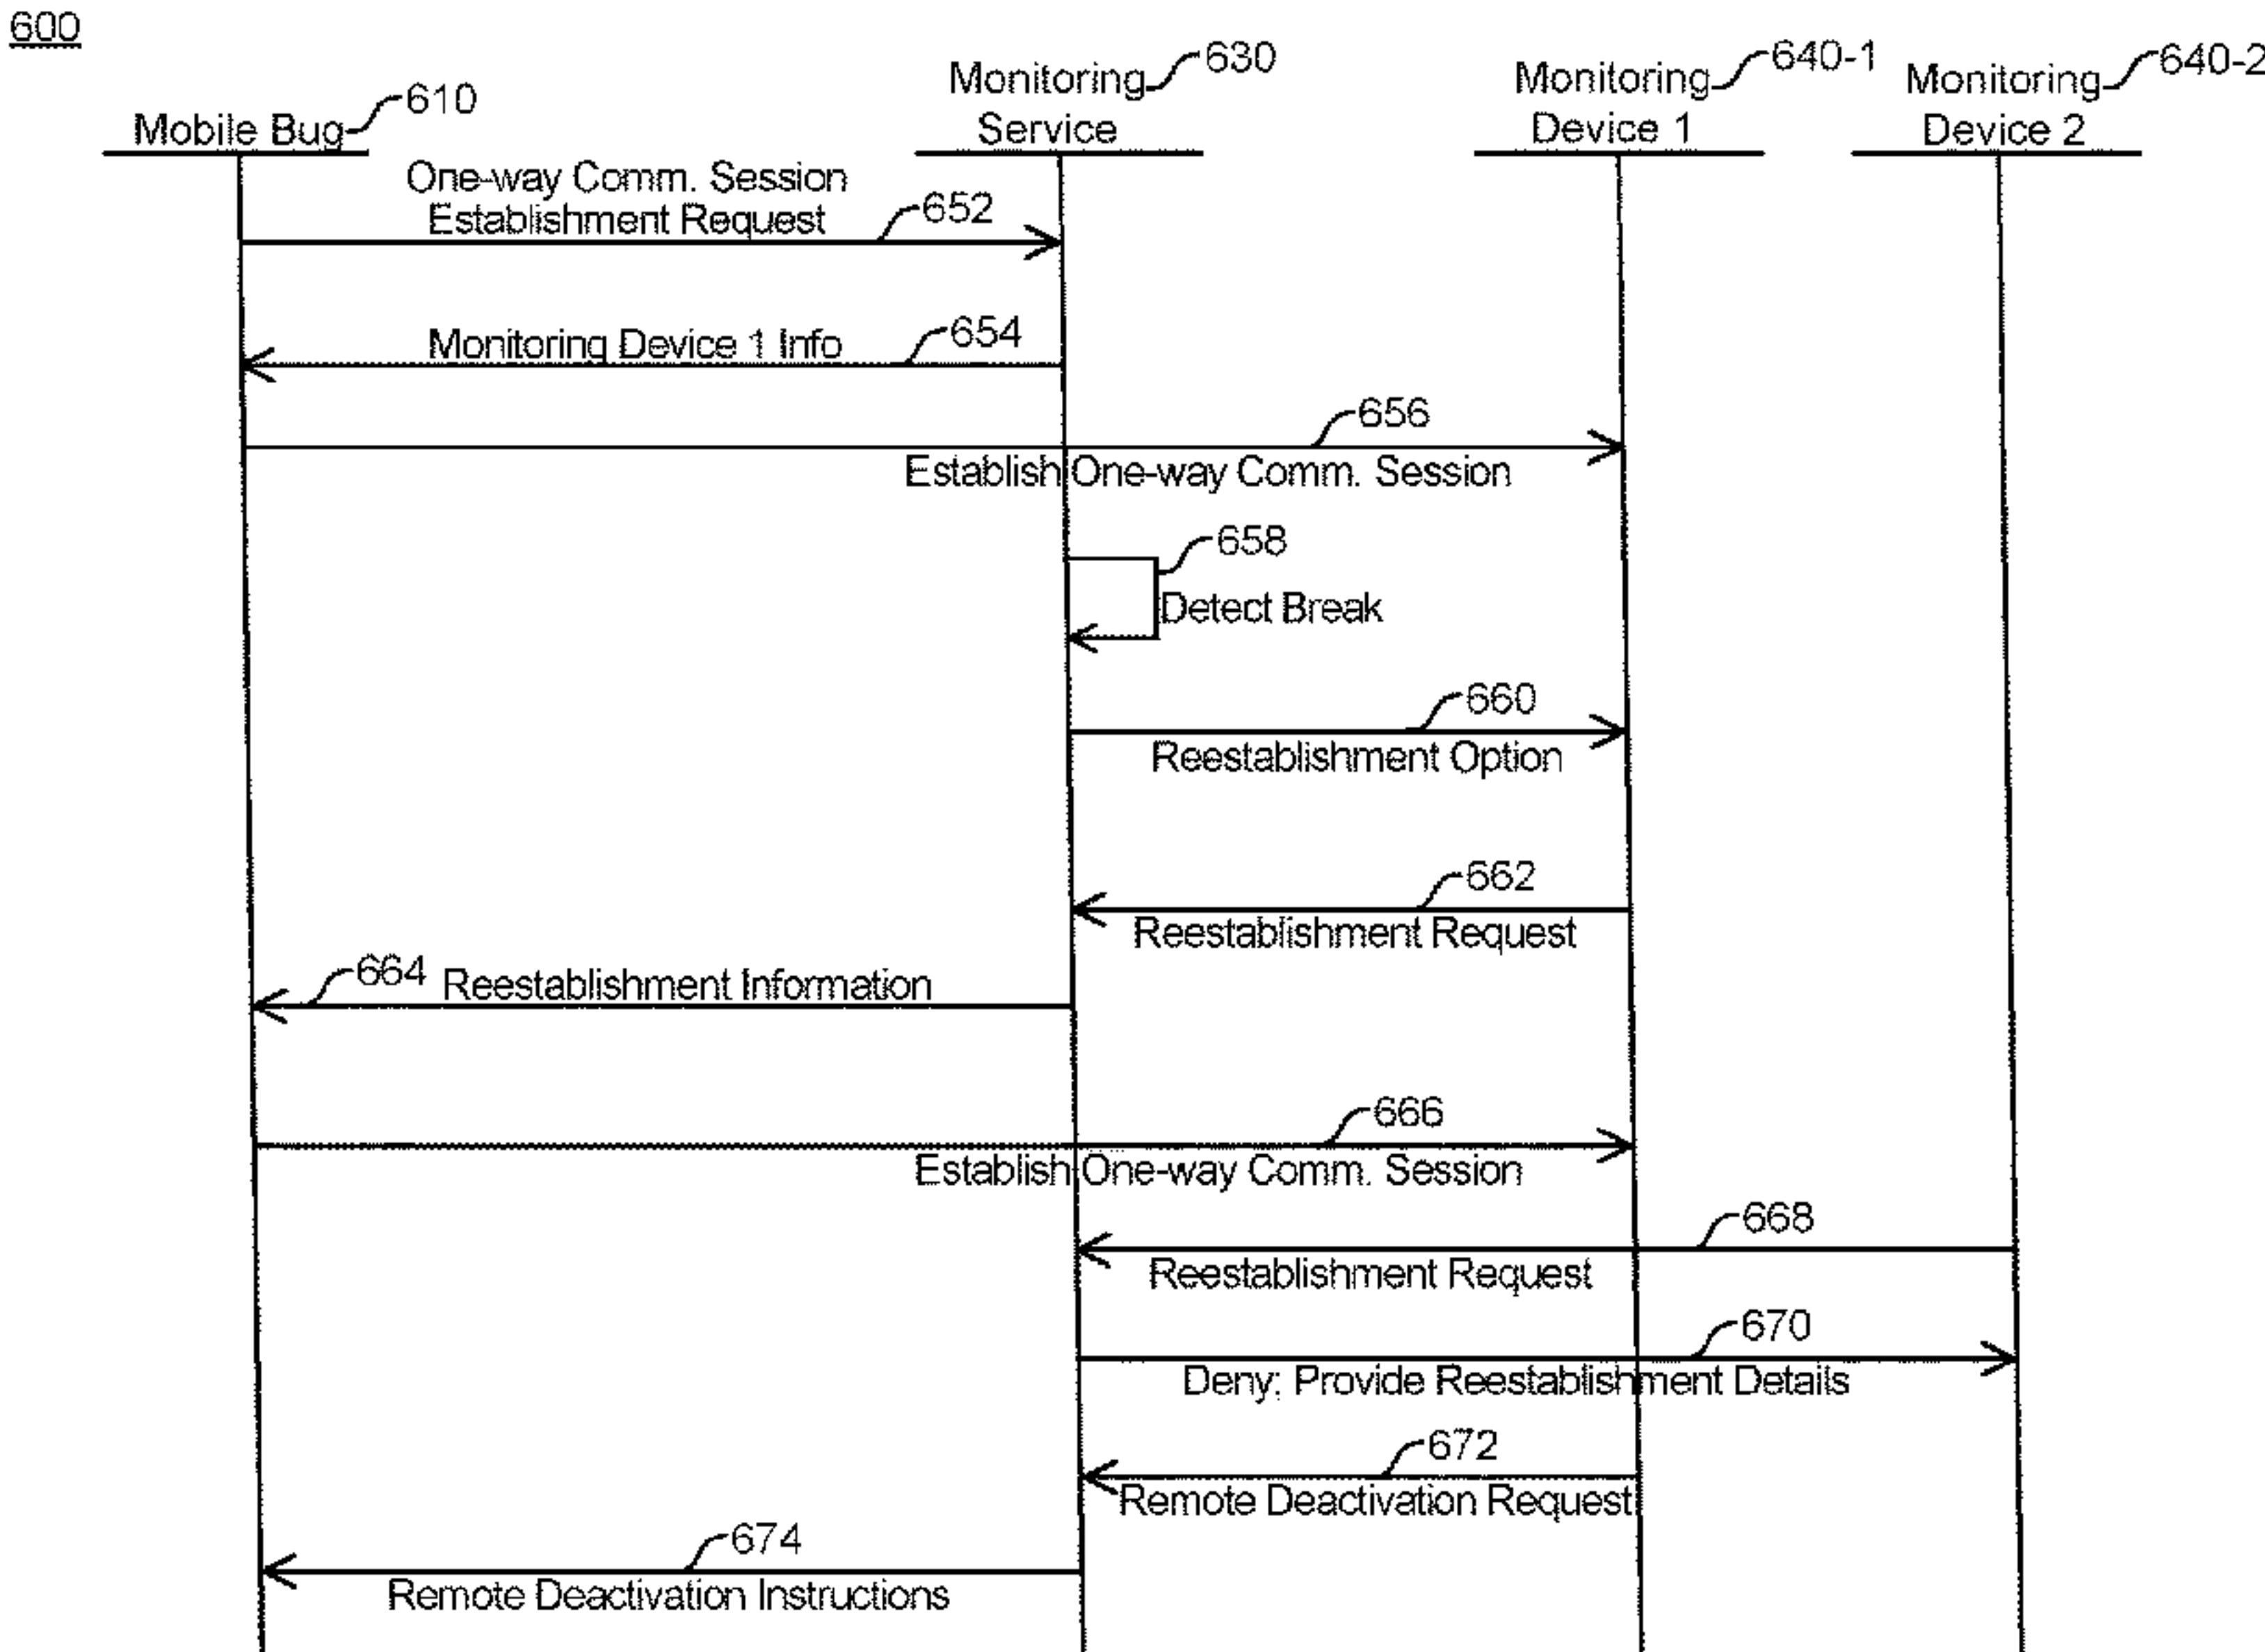 600
630
640-1
640-2
610
Monitoring
Service
Monitoring
Device 1
Monitoring
Device 2
Mobile Bug
One-way Comm. Session
Establishment Request
652
Monitoring Device 1 Info
654
656
Establish One-way Comm. Session
658
Detect Break
660
Reestablishment Option
662
Reestablishment Request
664
Reestablishment Information
666
Establish One-way Comm. Session
668
Reestablishment Request
670
Deny; Provide Reestablishment Details
672
Remote Deactivation Request
674
Remote Deactivation Instructions